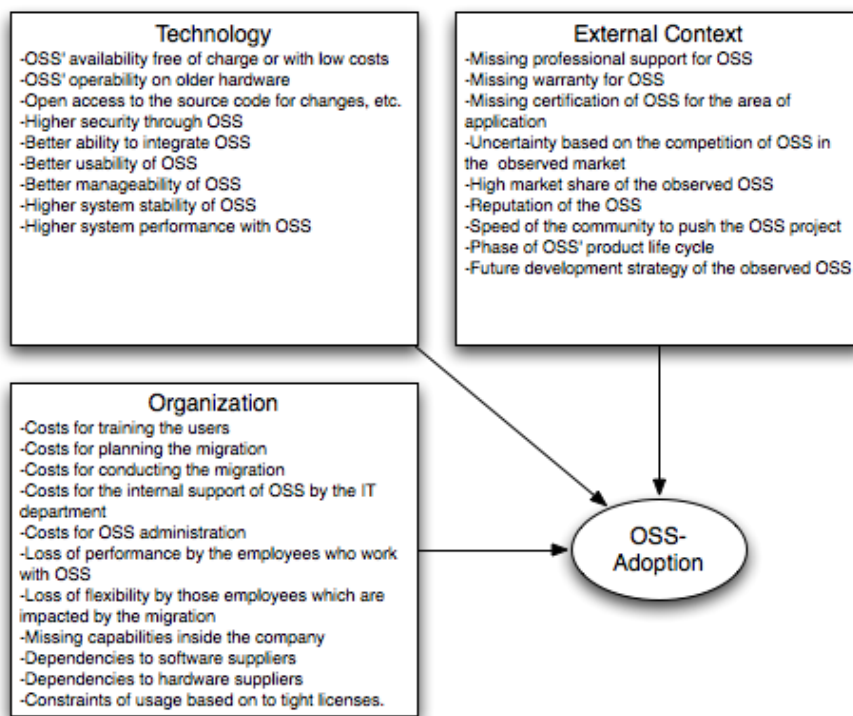 Technology
-OSS' availability free of charge or with low costs
-OSS' operability on older hardware
-Open access to the source code for changes, etc.
-Higher security through OSS
-Better ability to integrate OSS
-Better usability of OSS
-Better manageability of OSS
-Higher system stability of OSS
-Higher system performance with OSS
External Context
-Missing professional support for OSS
-Missing warranty for OSS
-Missing certification of OSS for the area of
application
-Uncertainty based on the competition of OSS in
the observed market
-High market share of the observed OSS
-Reputation of the OSS
-Speed of the community to push the OSS project
-Phase of OSS' product life cycle
-Future development strategy of the observed OSS
Organization
-Costs for training the users
-Costs for planning the migration
-Costs for conducting the migration
-Costs for the internal support of OSS by the IT
department
-Costs for OSS administration
-Loss of performance by the employees who work
with OSS
-Loss of flexibility by those employees which are
impacted by the migration
-Missing capabilities inside the company
-Dependencies to software suppliers
-Dependencies to hardware suppliers
-Constraints of usage based on to tight licenses.
OSS-
Adoption